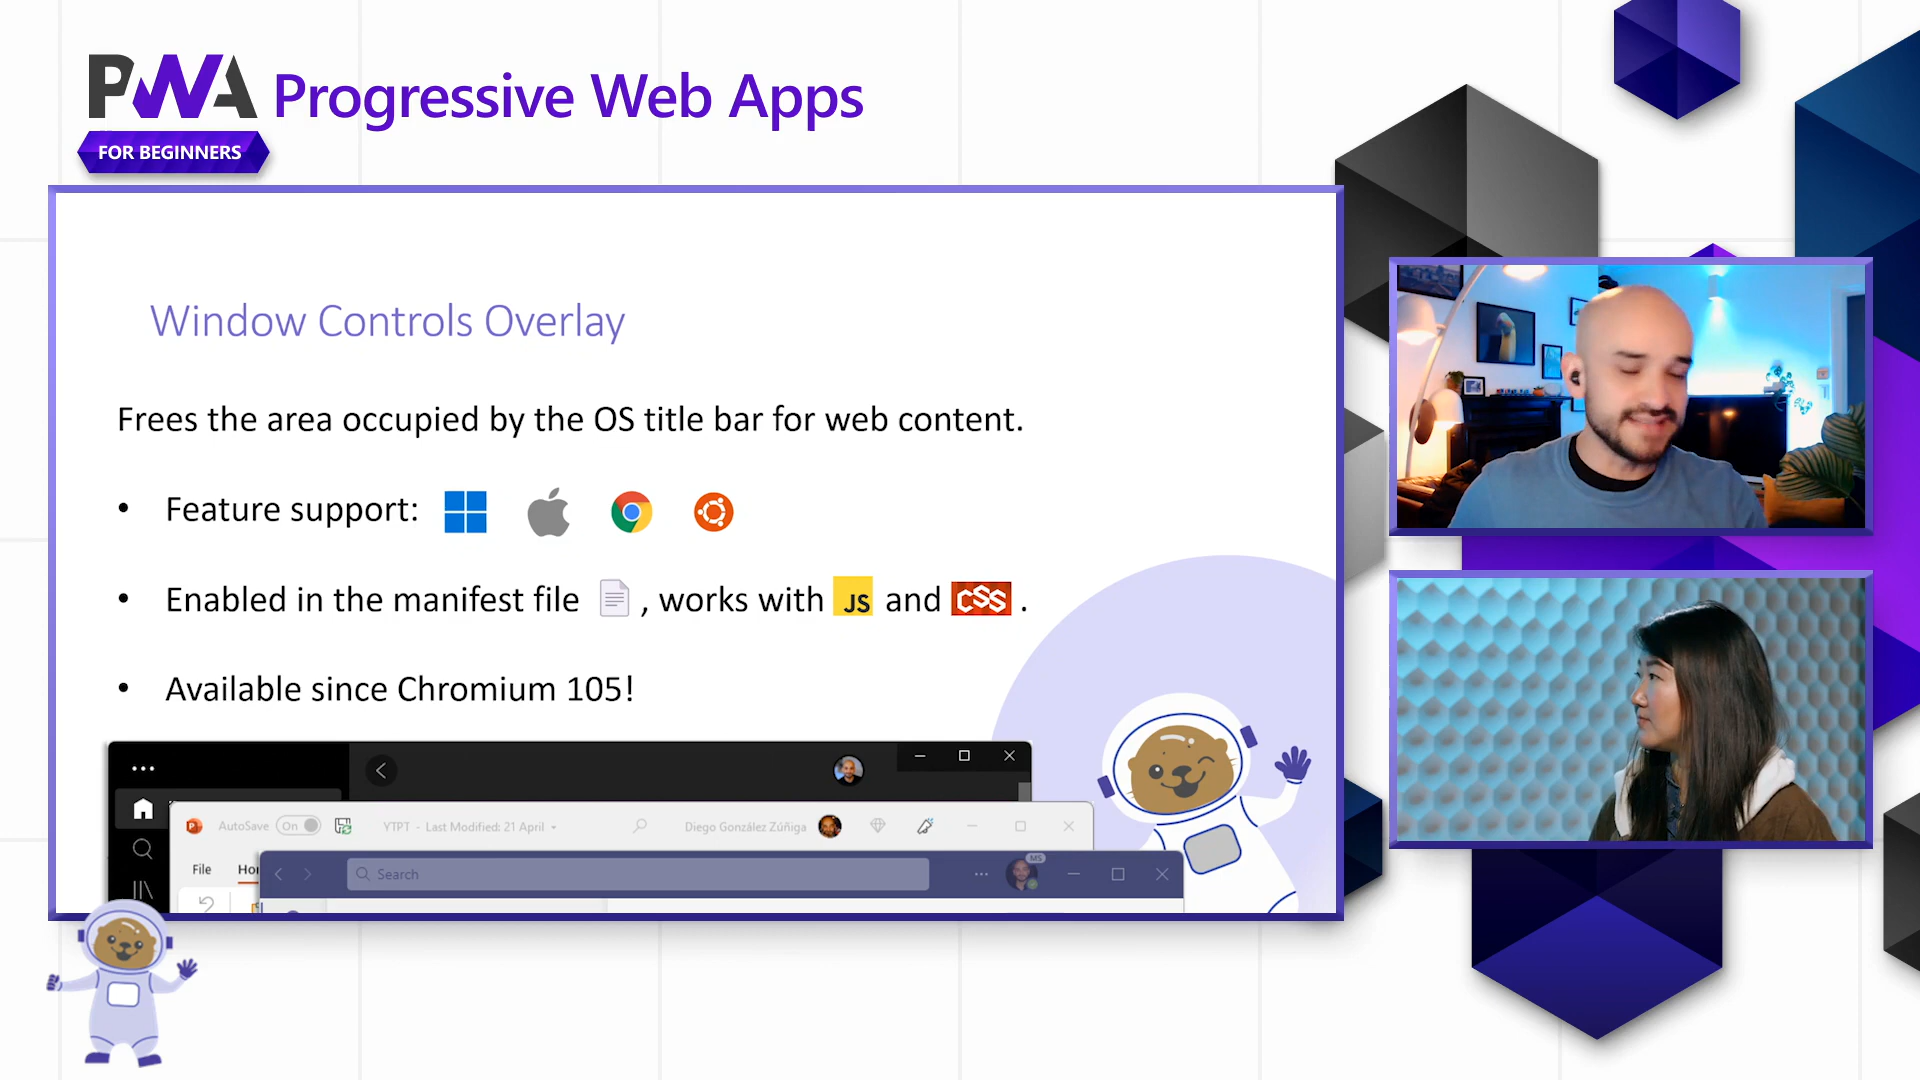 PWA Progressive Web Apps
FOR BEGINNERS
Window Controls Overlay
Frees the area occupied by the OS title bar for web content.
• Feature support:
• Enabled in the manifest file , works with JS and CSS .
• Available since Chromium 105!
AutoSave On YTPT - Last Modified: 21 April Diego González Zúñiga
File
Search
MS